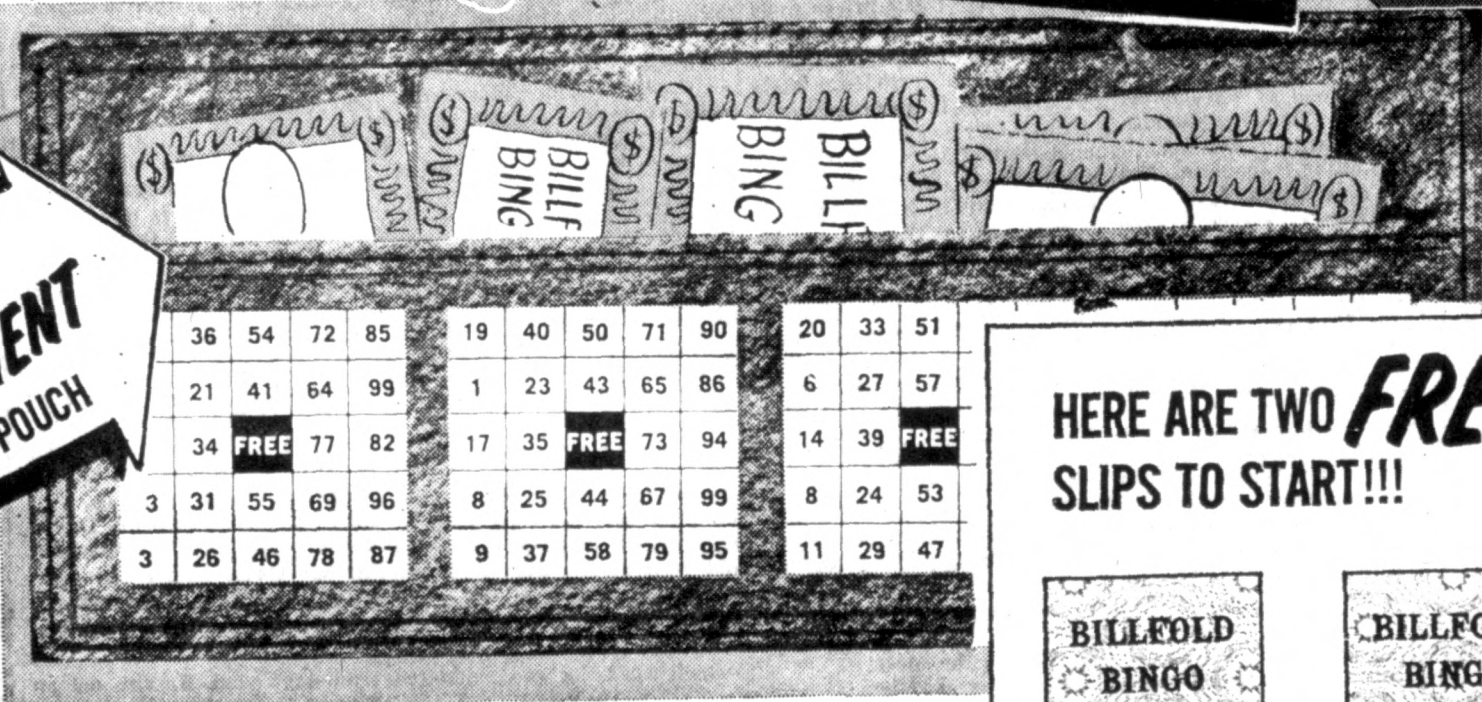 BILLF
BING
BILLF
BING
ENT
POUCH
36 54 72 85
21 41 64 99
34 FREE 77 82
3 31 55 69 96
3 26 46 78 87
19 40 50 71 90
1 23 43 65 86
17 35 FREE 73 94
8 25 44 67 99
9 37 58 79 95
20 33 51
6 27 57
14 39 FREE
8 24 53
11 29 47
HERE ARE TWO FRE
SLIPS TO START!!!
BILLFOLD
BINGO
BILLFO
BING